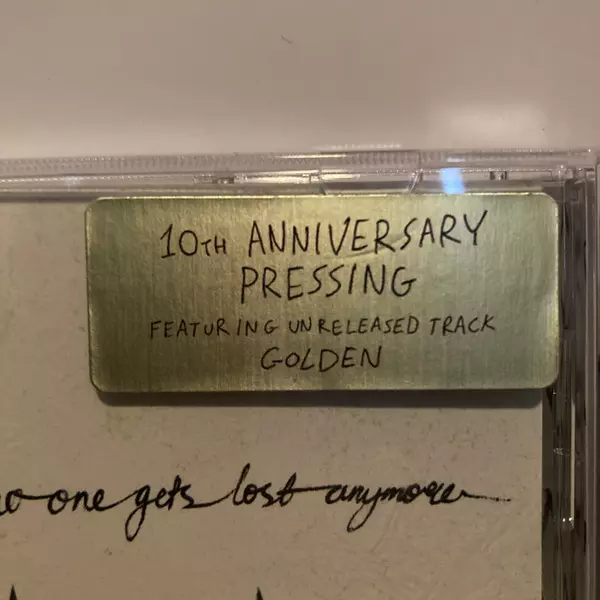 10TH ANNIVERSARY
PRESSING
FEATURING UNRELEASED TRACK
GOLDEN
one gets lost anymore